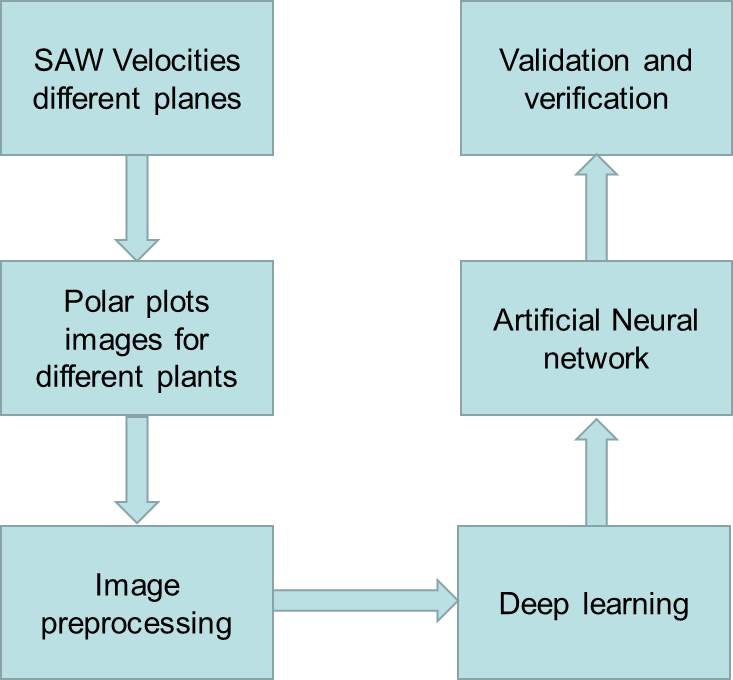 SAW Velocities
different planes
Polar plots
images for
different plants
Image
preprocessing
Deep learning
Artificial Neural
network
Validation and
verification